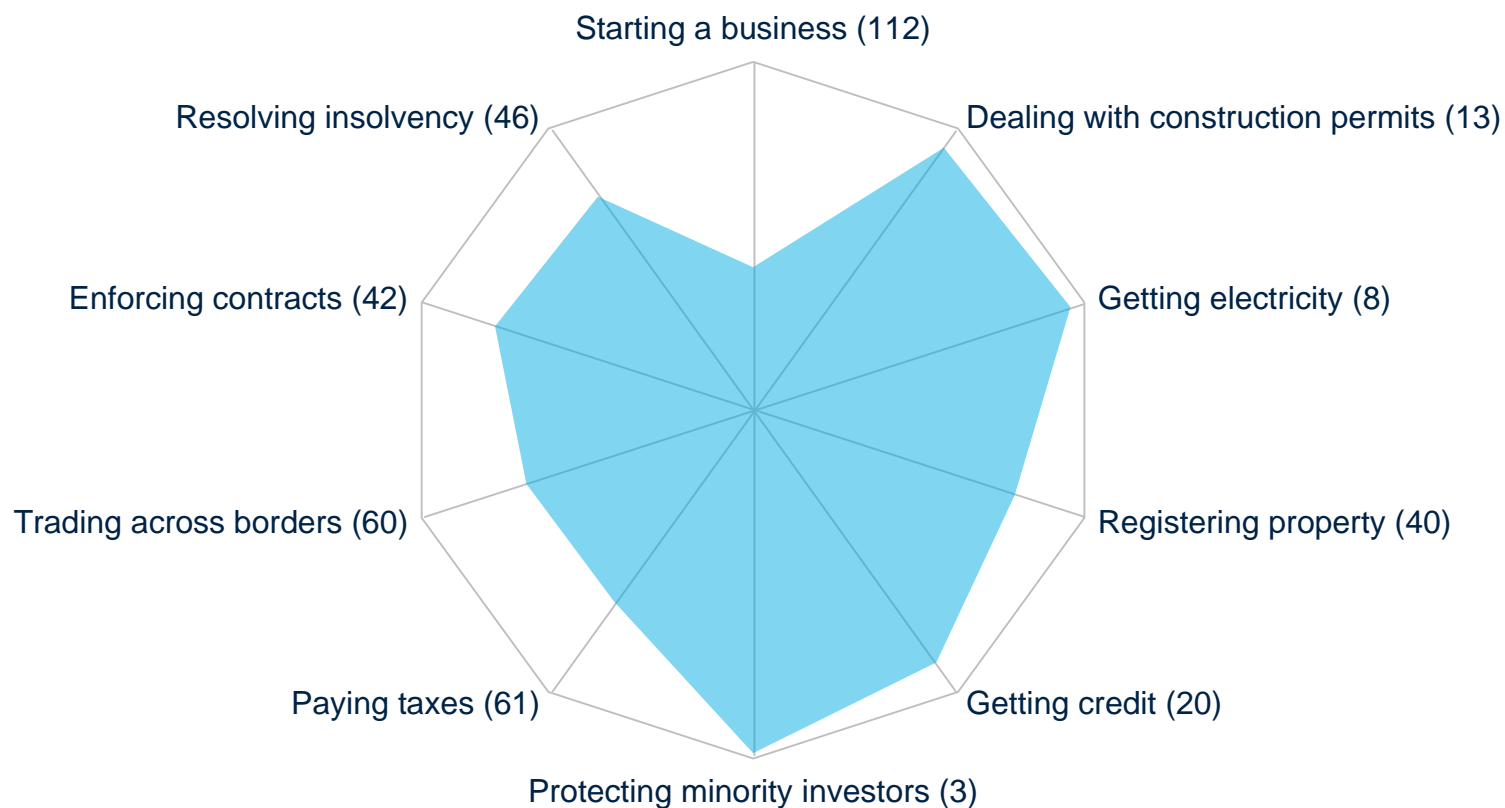 Starting a business (112)
Resolving insolvency (46)
Dealing with construction permits (13)
Enforcing contracts (42)
Getting electricity (8)
Trading across borders (60)
Registering property (40)
Paying taxes (61)
Getting credit (20)
Protecting minority investors (3)